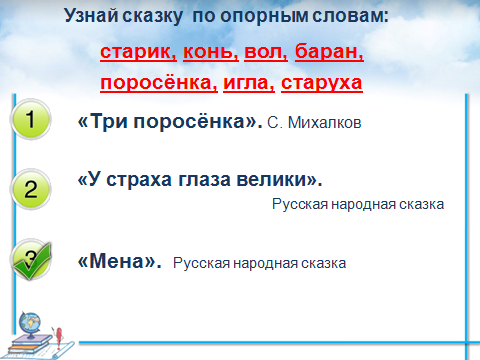 Узнай сказку по опорным словам:
старик, конь, вол, баран,
поросёнка, игла, старуха
1 «Три поросёнка». С. Михалков
2 «У страха глаза велики».
Русская народная сказка
3 «Мена». Русская народная сказка